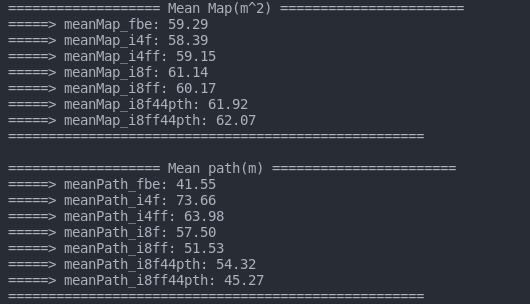 =================== Mean Map(m^2) =======================
=====> meanMap_fbe: 59.29
=====> meanMap_i4f: 58.39
=====> meanMap_i4ff: 59.15
=====> meanMap_i8f: 61.14
=====> meanMap_i8ff: 60.17
=====> meanMap_i8f44pth: 61.92
=====> meanMap_i8ff44pth: 62.07
====================================================
=================== Mean path(m) =======================
=====> meanPath_fbe: 41.55
=====> meanPath_i4f: 73.66
=====> meanPath_i4ff: 63.98
=====> meanPath_i8f: 57.50
=====> meanPath_i8ff: 51.53
=====> meanPath_i8f44pth: 54.32
=====> meanPath_i8ff44pth: 45.27
====================================================